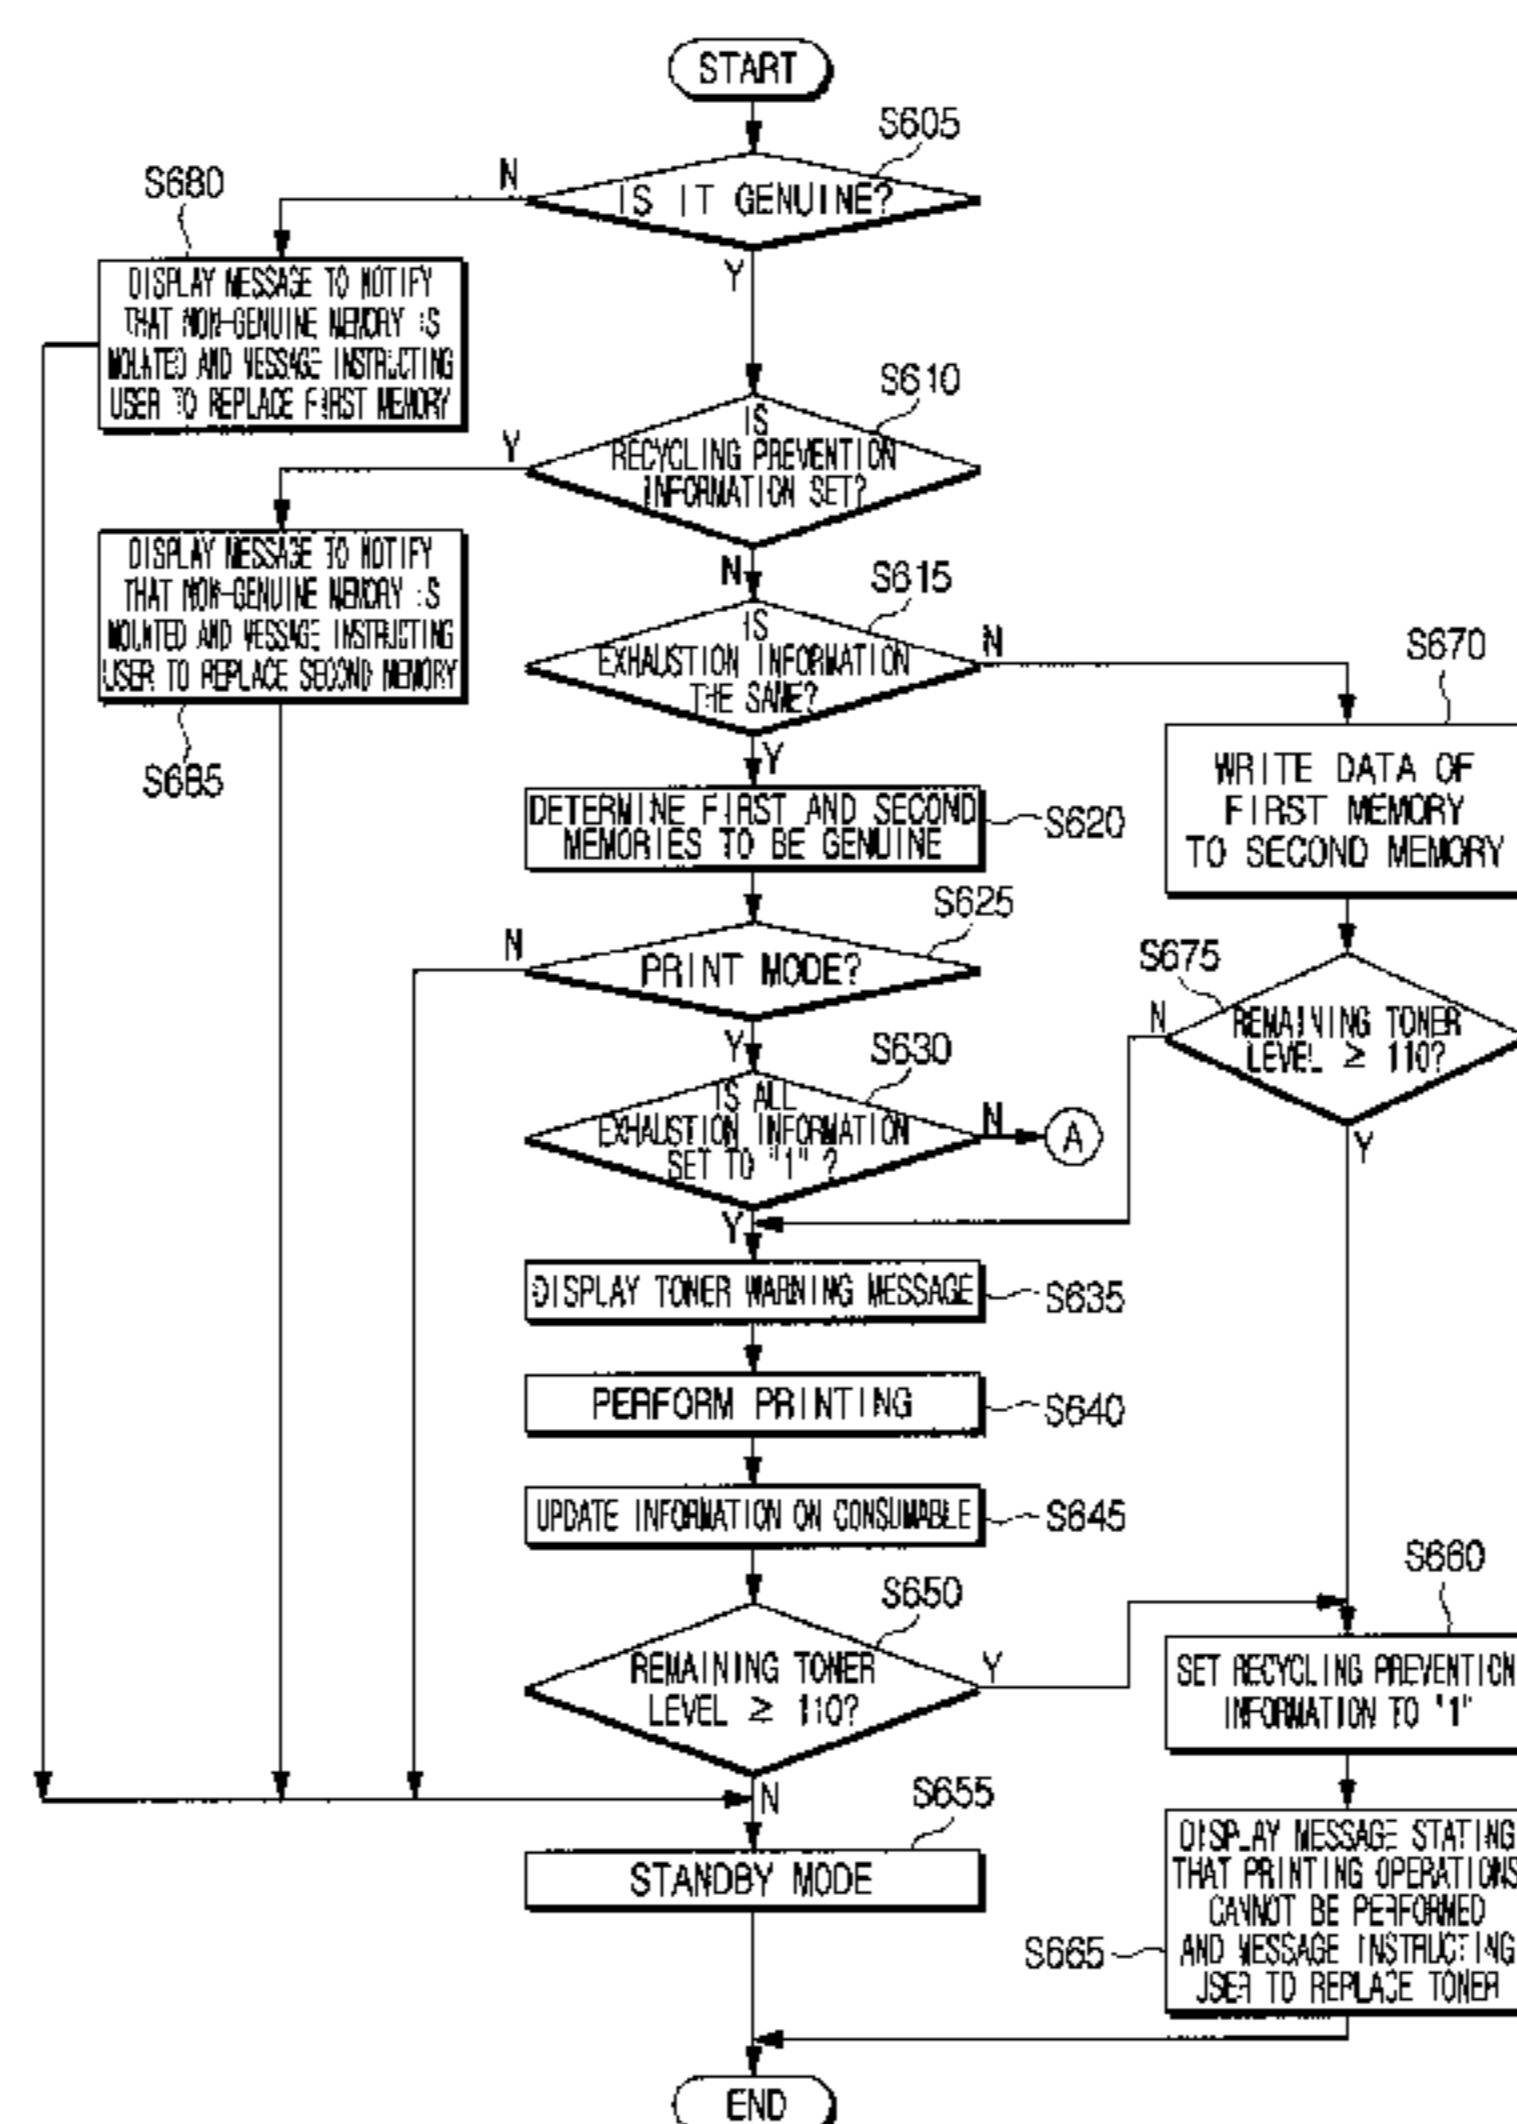 START
S605
N
IS IT GENUINE?
S680
Y
DISPLAY MESSAGE TO NOTIFY
THAT NON-GENUINE MEMORY IS
MOUNTED AND MESSAGE INSTRUCTING
USER TO REPLACE FIRST MEMORY
S610
Y
IS
RECYCLING PREVENTION
INFORMATION SET?
N
DISPLAY MESSAGE TO NOTIFY
THAT NON-GENUINE MEMORY IS
MOUNTED AND MESSAGE INSTRUCTING
USER TO REPLACE SECOND MEMORY
S685
S615
IS
EXHAUSTION INFORMATION
THE SAME?
N
Y
S670
WRITE DATA OF
FIRST MEMORY
TO SECOND MEMORY
DETERMINE FIRST AND SECOND
MEMORIES TO BE GENUINE
S620
S625
N
PRINT MODE?
Y
S675
N
REMAINING TONER
LEVEL ≥ 110?
Y
S630
IS ALL
EXHAUSTION INFORMATION
SET TO "1" ?
N
A
Y
DISPLAY TONER WARNING MESSAGE
S635
PERFORM PRINTING
S640
UPDATE INFORMATION ON CONSUMABLE
S645
S650
REMAINING TONER
LEVEL ≥ 110?
Y
N
S660
SET RECYCLING PREVENTION
INFORMATION TO "1"
S655
STANDBY MODE
DISPLAY MESSAGE STATING
THAT PRINTING OPERATIONS
CANNOT BE PERFORMED
AND MESSAGE INSTRUCTING
USER TO REPLACE TONER
S665
END